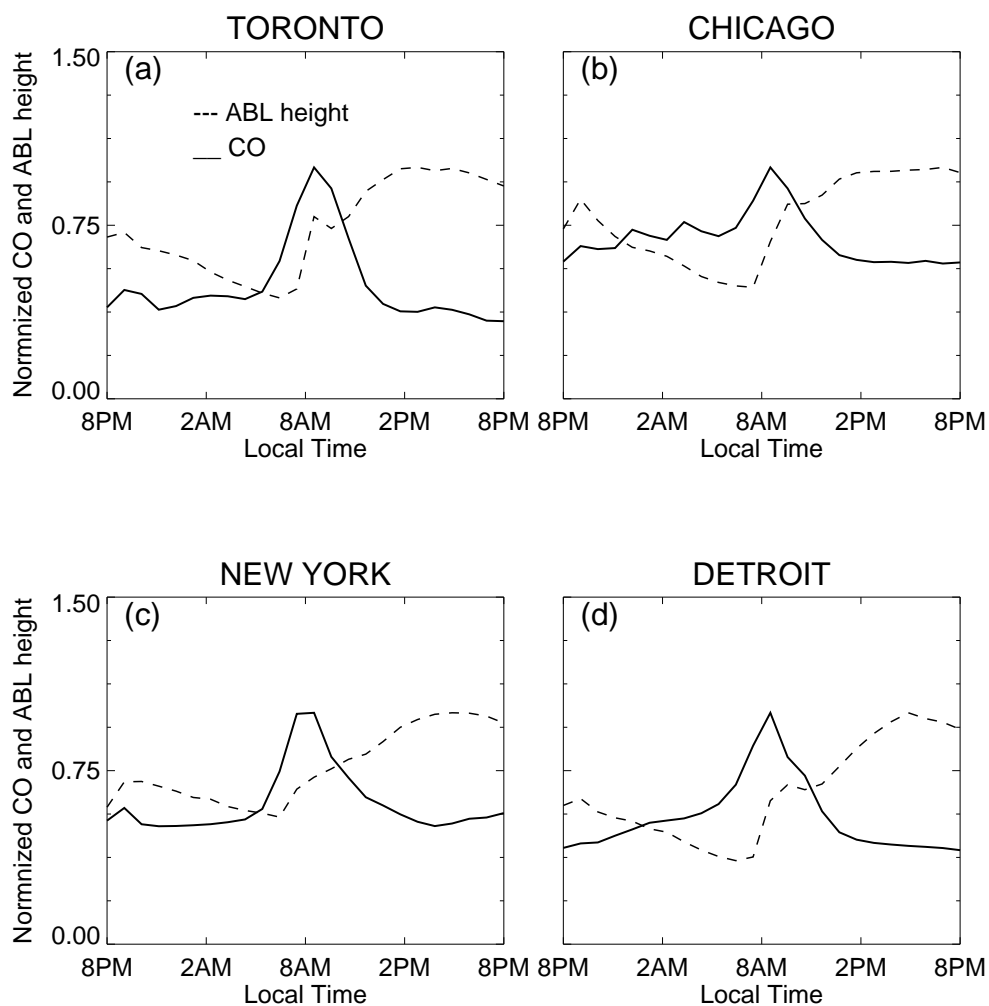 TORONTO
(a)
--- ABL height
__ CO
1.50
0.75
0.00
Normnized CO and ABL height
8PM 2AM 8AM 2PM 8PM
Local Time
CHICAGO
(b)
8PM 2AM 8AM 2PM 8PM
Local Time
NEW YORK
(c)
1.50
0.75
0.00
Normnized CO and ABL height
8PM 2AM 8AM 2PM 8PM
Local Time
DETROIT
(d)
8PM 2AM 8AM 2PM 8PM
Local Time